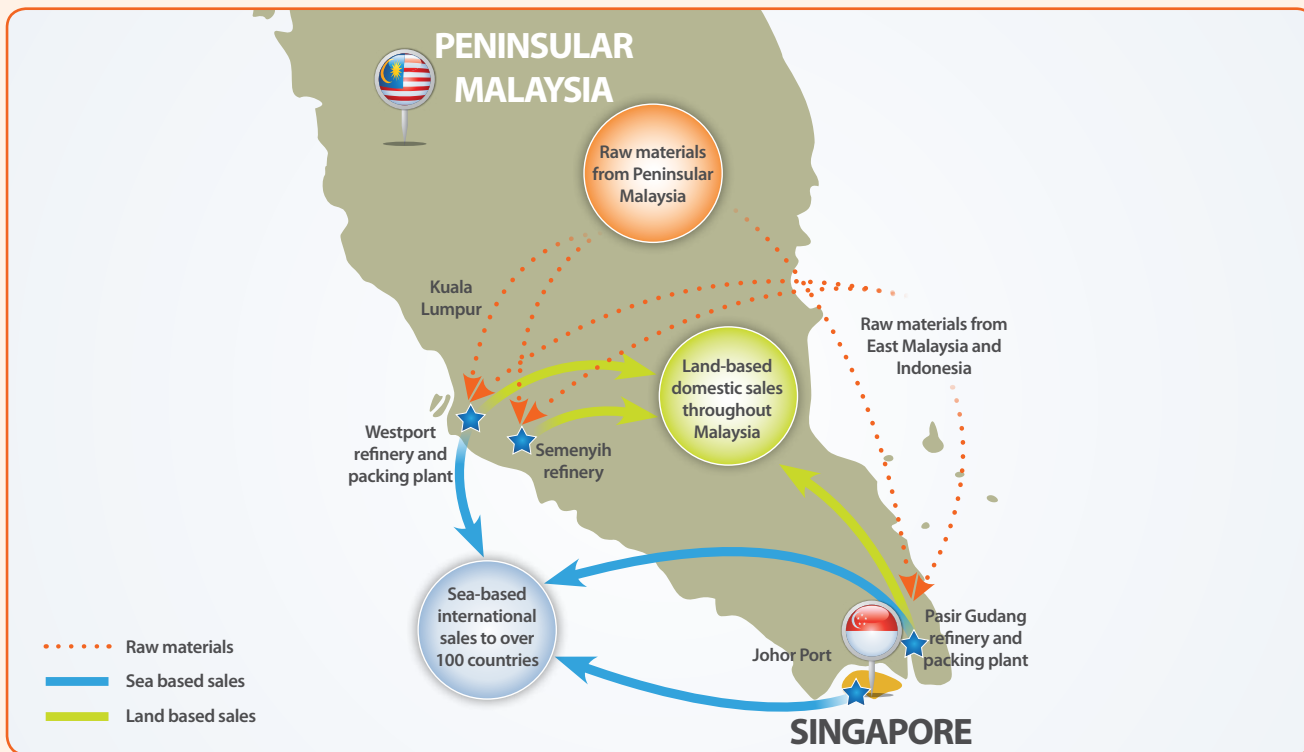 PENINSULAR
MALAYSIA
Raw materials
from Peninsular
Malaysia
Kuala
Lumpur
Raw materials from
East Malaysia and
Indonesia
Land-based
domestic sales
throughout
Malaysia
Westport
refinery and
packing plant
Semenyih
refinery
Sea-based
international
sales to over
100 countries
Pasir Gudang
refinery and
packing plant
Johor Port
SINGAPORE
Raw materials
Sea based sales
Land based sales